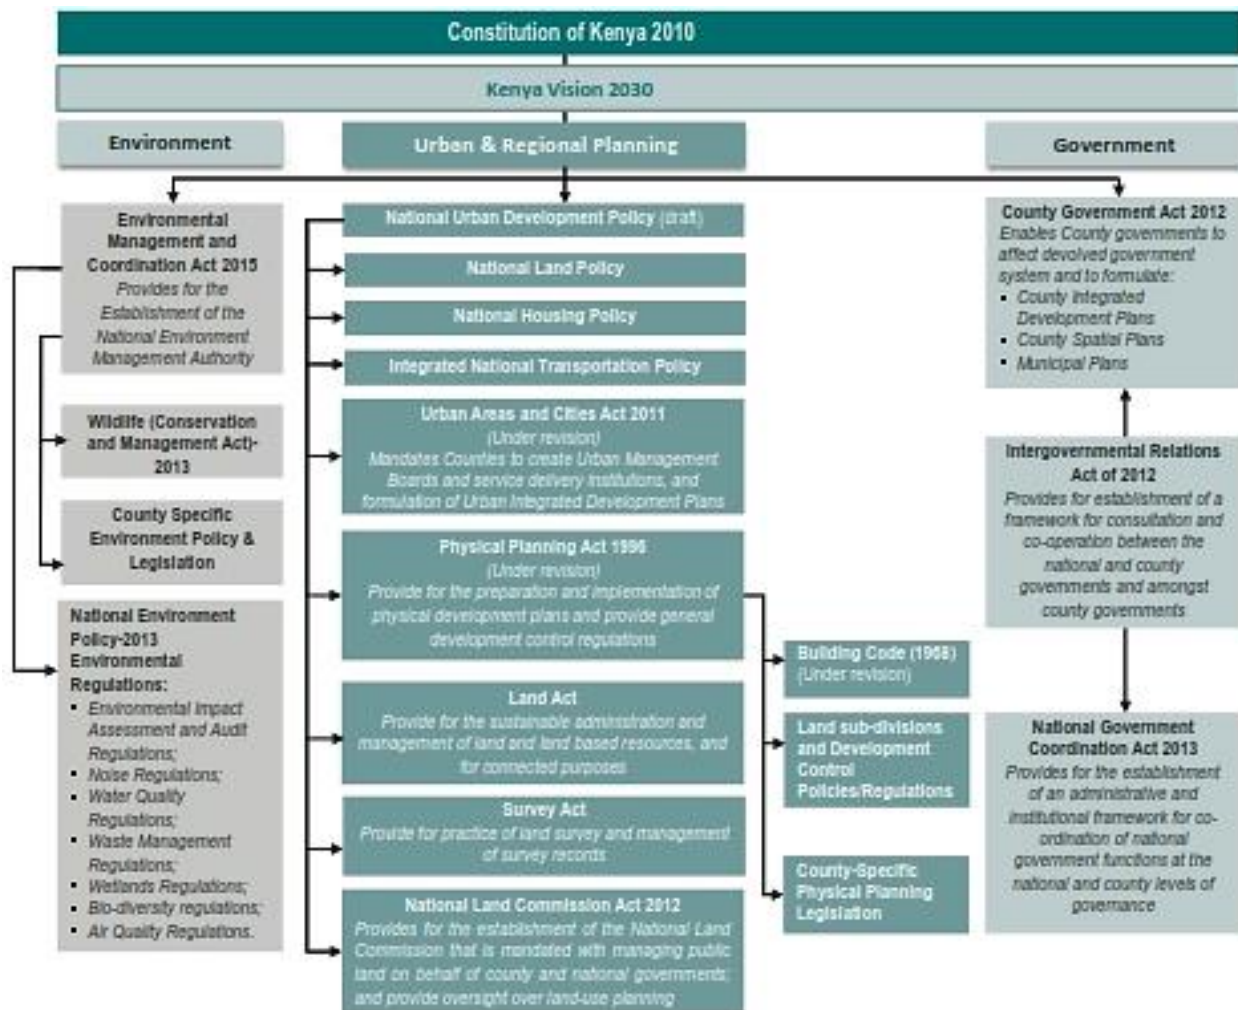 Constitution of Kenya 2010
Kenya Vision 2030
Environment
Urban & Regional Planning
Government
Environmental
Management and
Coordination Act 2015
Provides for the
Establishment of the
National Environment
Management Authority
Wildlife (Conservation
and Management Act)-
2013
County Specific
Environment Policy &
Legislation
National Environment
Policy-2013
Environmental
Regulations:
▪ Environmental Impact
Assessment and Audit
Regulations;
▪ Noise Regulations;
▪ Water Quality
Regulations;
▪ Waste Management
Regulations;
▪ Wetlands Regulations;
▪ Bio-diversity regulations;
▪ Air Quality Regulations.
National Urban Development Policy (draft)
National Land Policy
National Housing Policy
Integrated National Transportation Policy
Urban Areas and Cities Act 2011
(Under revision)
Mandates Counties to create Urban Management
Boards and service delivery Institutions, and
formulation of Urban Integrated Development Plans
Physical Planning Act 1996
(Under revision)
Provide for the preparation and implementation of
physical development plans and provide general
development control regulations
Land Act
Provide for the sustainable administration and
management of land and land based resources, and
for connected purposes
Survey Act
Provide for practice of land survey and management
of survey records
National Land Commission Act 2012
Provides for the establishment of the National Land
Commission that is mandated with managing public
land on behalf of county and national governments;
and provide oversight over land-use planning
Building Code (1968)
(Under revision)
Land sub-divisions
and Development
Control
Policies/Regulations
County-Specific
Physical Planning
Legislation
County Government Act 2012
Enables County governments to
affect devolved government
system and to formulate:
▪ County Integrated
Development Plans
▪ County Spatial Plans
▪ Municipal Plans
Intergovernmental Relations
Act of 2012
Provides for establishment of a
framework for consultation and
co-operation between the
national and county
governments and amongst
county governments
National Government
Coordination Act 2013
Provides for the establishment
of an administrative and
institutional framework for co-
ordination of national
government functions at the
national and county levels of
governance